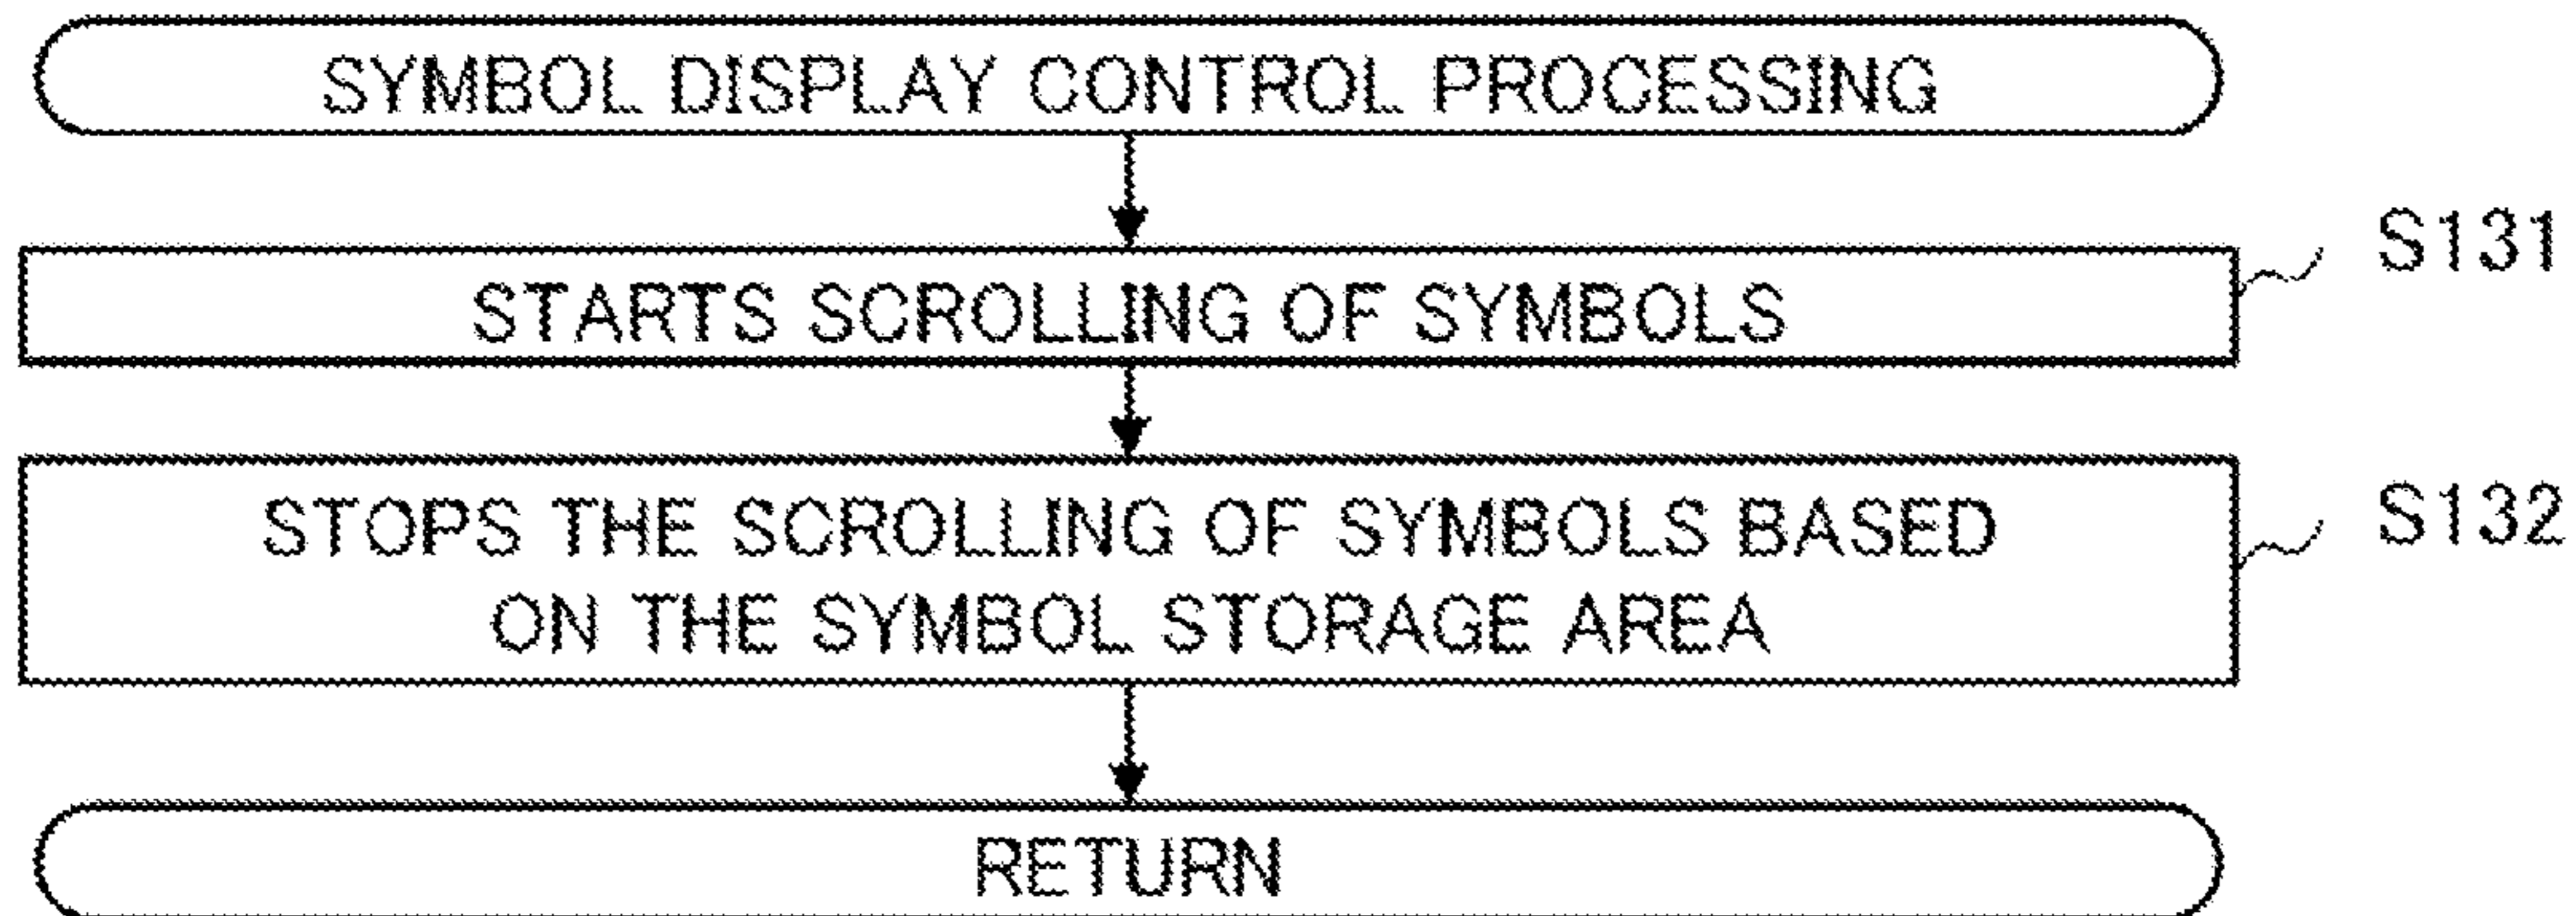 SYMBOL DISPLAY CONTROL PROCESSING
STARTS SCROLLING OF SYMBOLS
S131
STOPS THE SCROLLING OF SYMBOLS BASED
ON THE SYMBOL STORAGE AREA
S132
RETURN